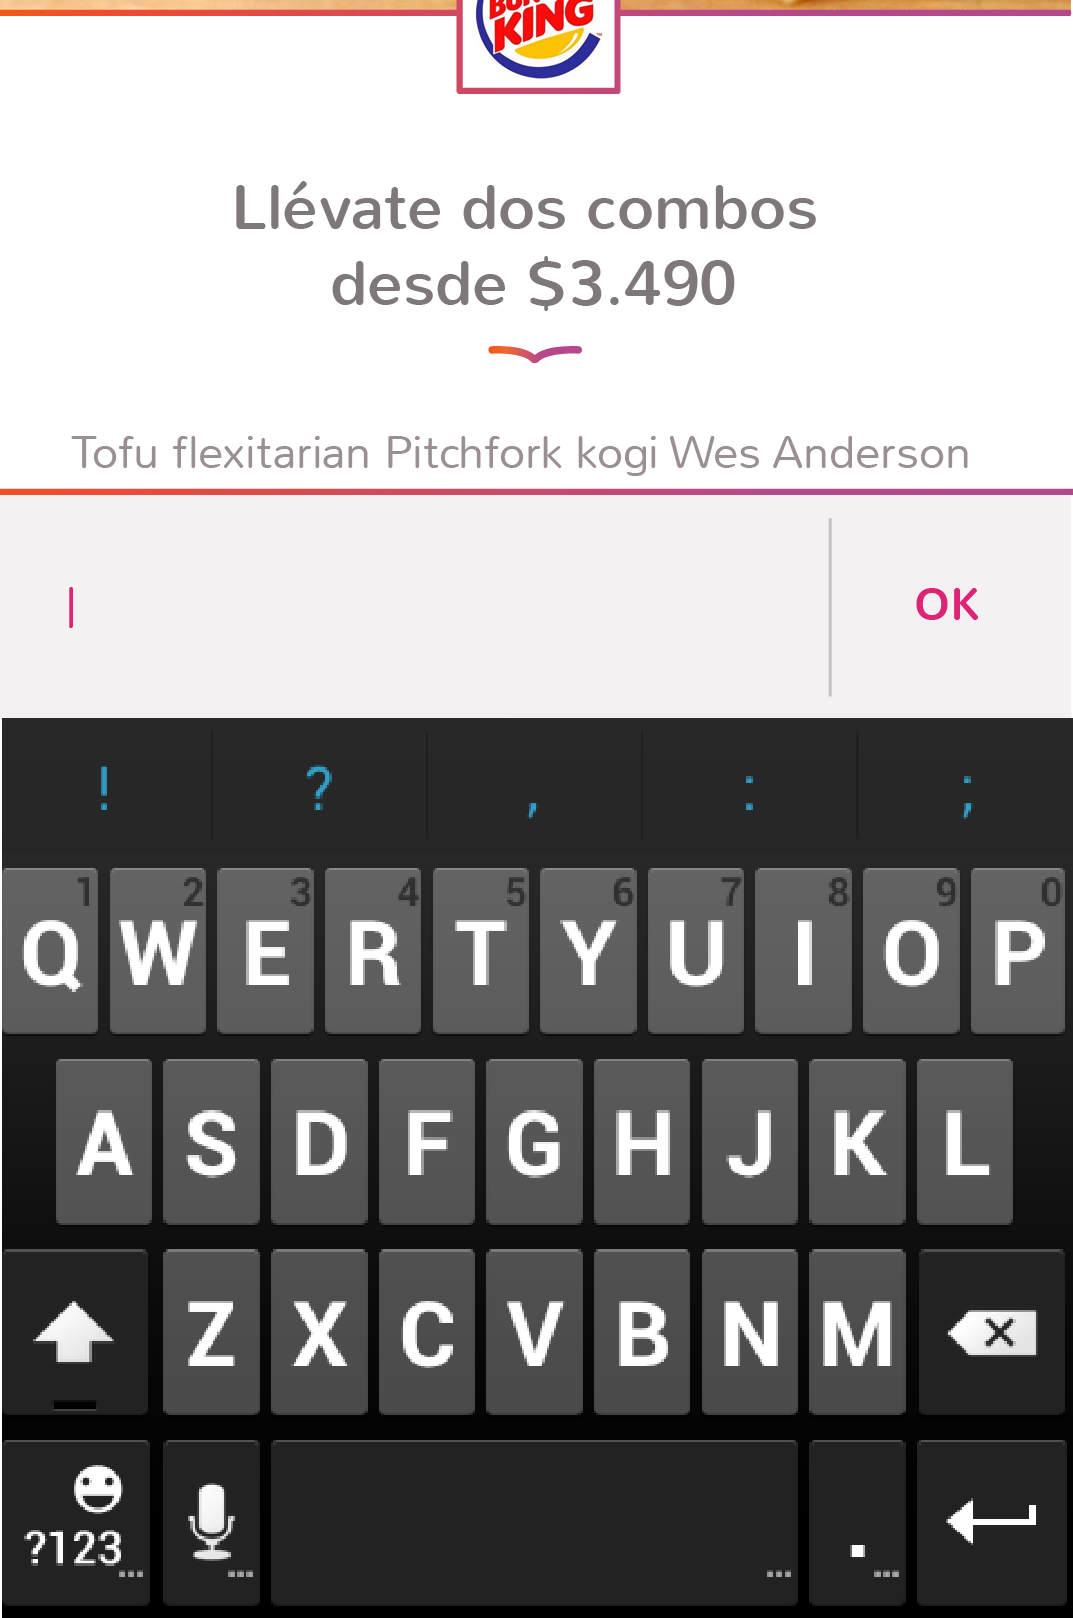 KING
Llévate dos combos
desde $3.490
Tofu flexitarian Pitchfork kogi Wes Anderson
OK
! ? , : ;
1 2 3 4 5 6 7 8 9 0
Q W E R T Y U I O P
A S D F G H J K L
Z X C V B N M
?123 .